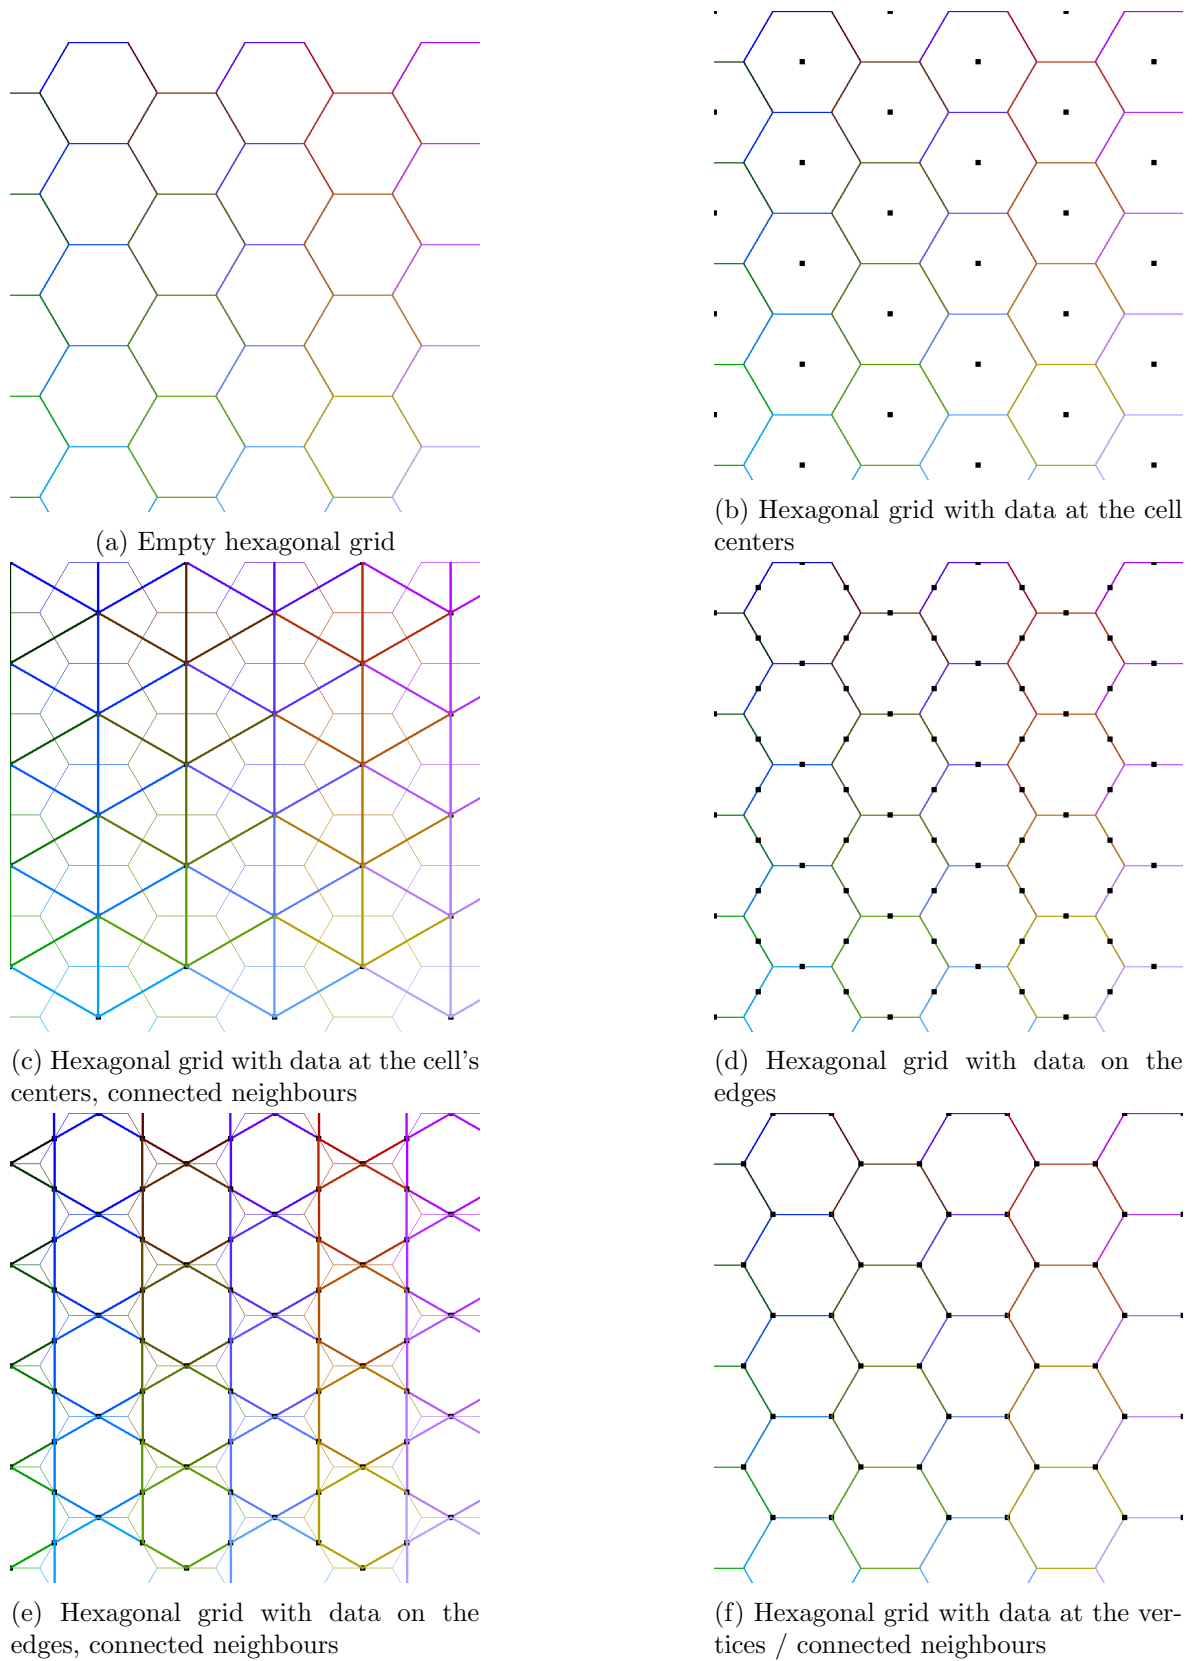 (a) Empty hexagonal grid
(b) Hexagonal grid with data at the cell
centers
(c) Hexagonal grid with data at the cell's
centers, connected neighbours
(d) Hexagonal grid with data on the
edges
(e) Hexagonal grid with data on the
edges, connected neighbours
(f) Hexagonal grid with data at the ver-
tices / connected neighbours